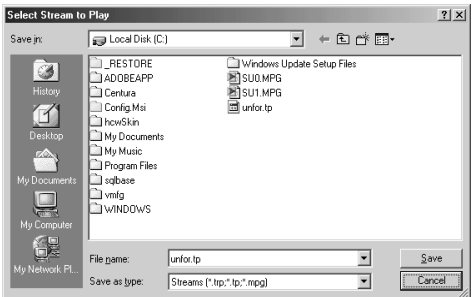 Select Stream to Play
Save in: Local Disk (C:)
History
Desktop
My Documents
My Computer
My Network Pl...
_RESTORE
ADOBEAPP
Centura
Config.Msi
hcwSkin
My Documents
My Music
Program Files
sqlbase
vmfg
WINDOWS
Windows Update Setup Files
SU0.MPG
SU1.MPG
unfor.tp
File name: unfor.tp Save
Save as type: Streams (*.trp;*.tp;*.mpg) Cancel